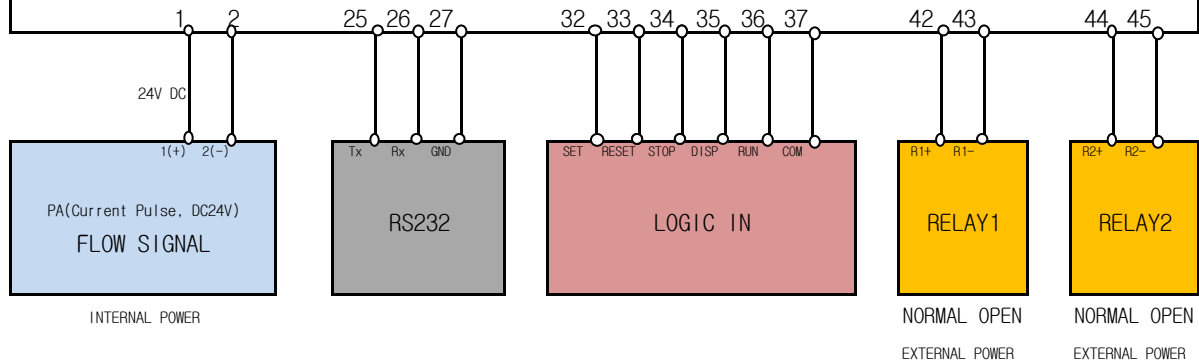 1 2 25 26 27 32 33 34 35 36 37 42 43 44 45
24V DC
1(+) 2(-) Tx Rx GND SET RESET STOP DISP RUN COM R1+ R1- R2+ R2-
PA(Current Pulse, DC24V)
FLOW SIGNAL RS232 LOGIC IN RELAY1 RELAY2
INTERNAL POWER NORMAL OPEN NORMAL OPEN
EXTERNAL POWER EXTERNAL POWER